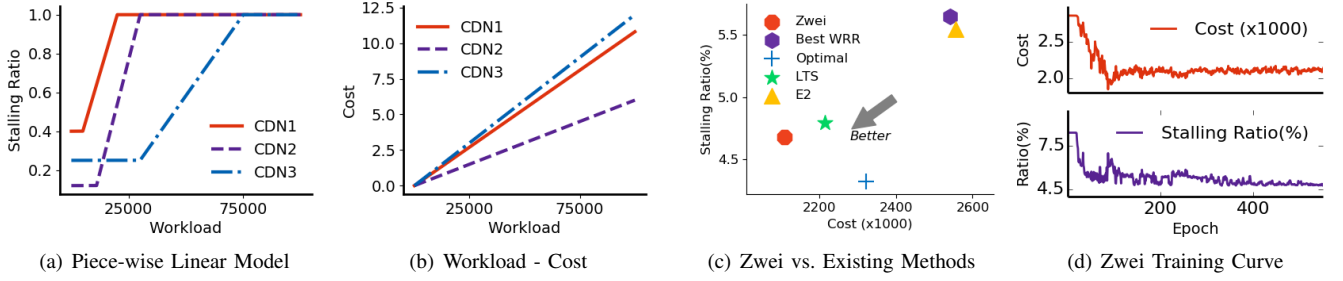 1.0
0.8
0.6
0.4
0.2
Stalling Ratio
CDN1
CDN2
CDN3
25000
75000
Workload
(a) Piece-wise Linear Model
12.5
10.0
7.5
5.0
2.5
0.0
Cost
CDN1
CDN2
CDN3
25000
75000
Workload
(b) Workload - Cost
5.5
5.0
4.5
Stalling Ratio(%)
Zwei
Best WRR
Optimal
LTS
E2
Better
2200
2400
2600
Cost (x1000)
(c) Zwei vs. Existing Methods
2.5
2.0
Cost
Cost (x1000)
7.5
4.5
Ratio(%)
Stalling Ratio(%)
200
400
Epoch
(d) Zwei Training Curve